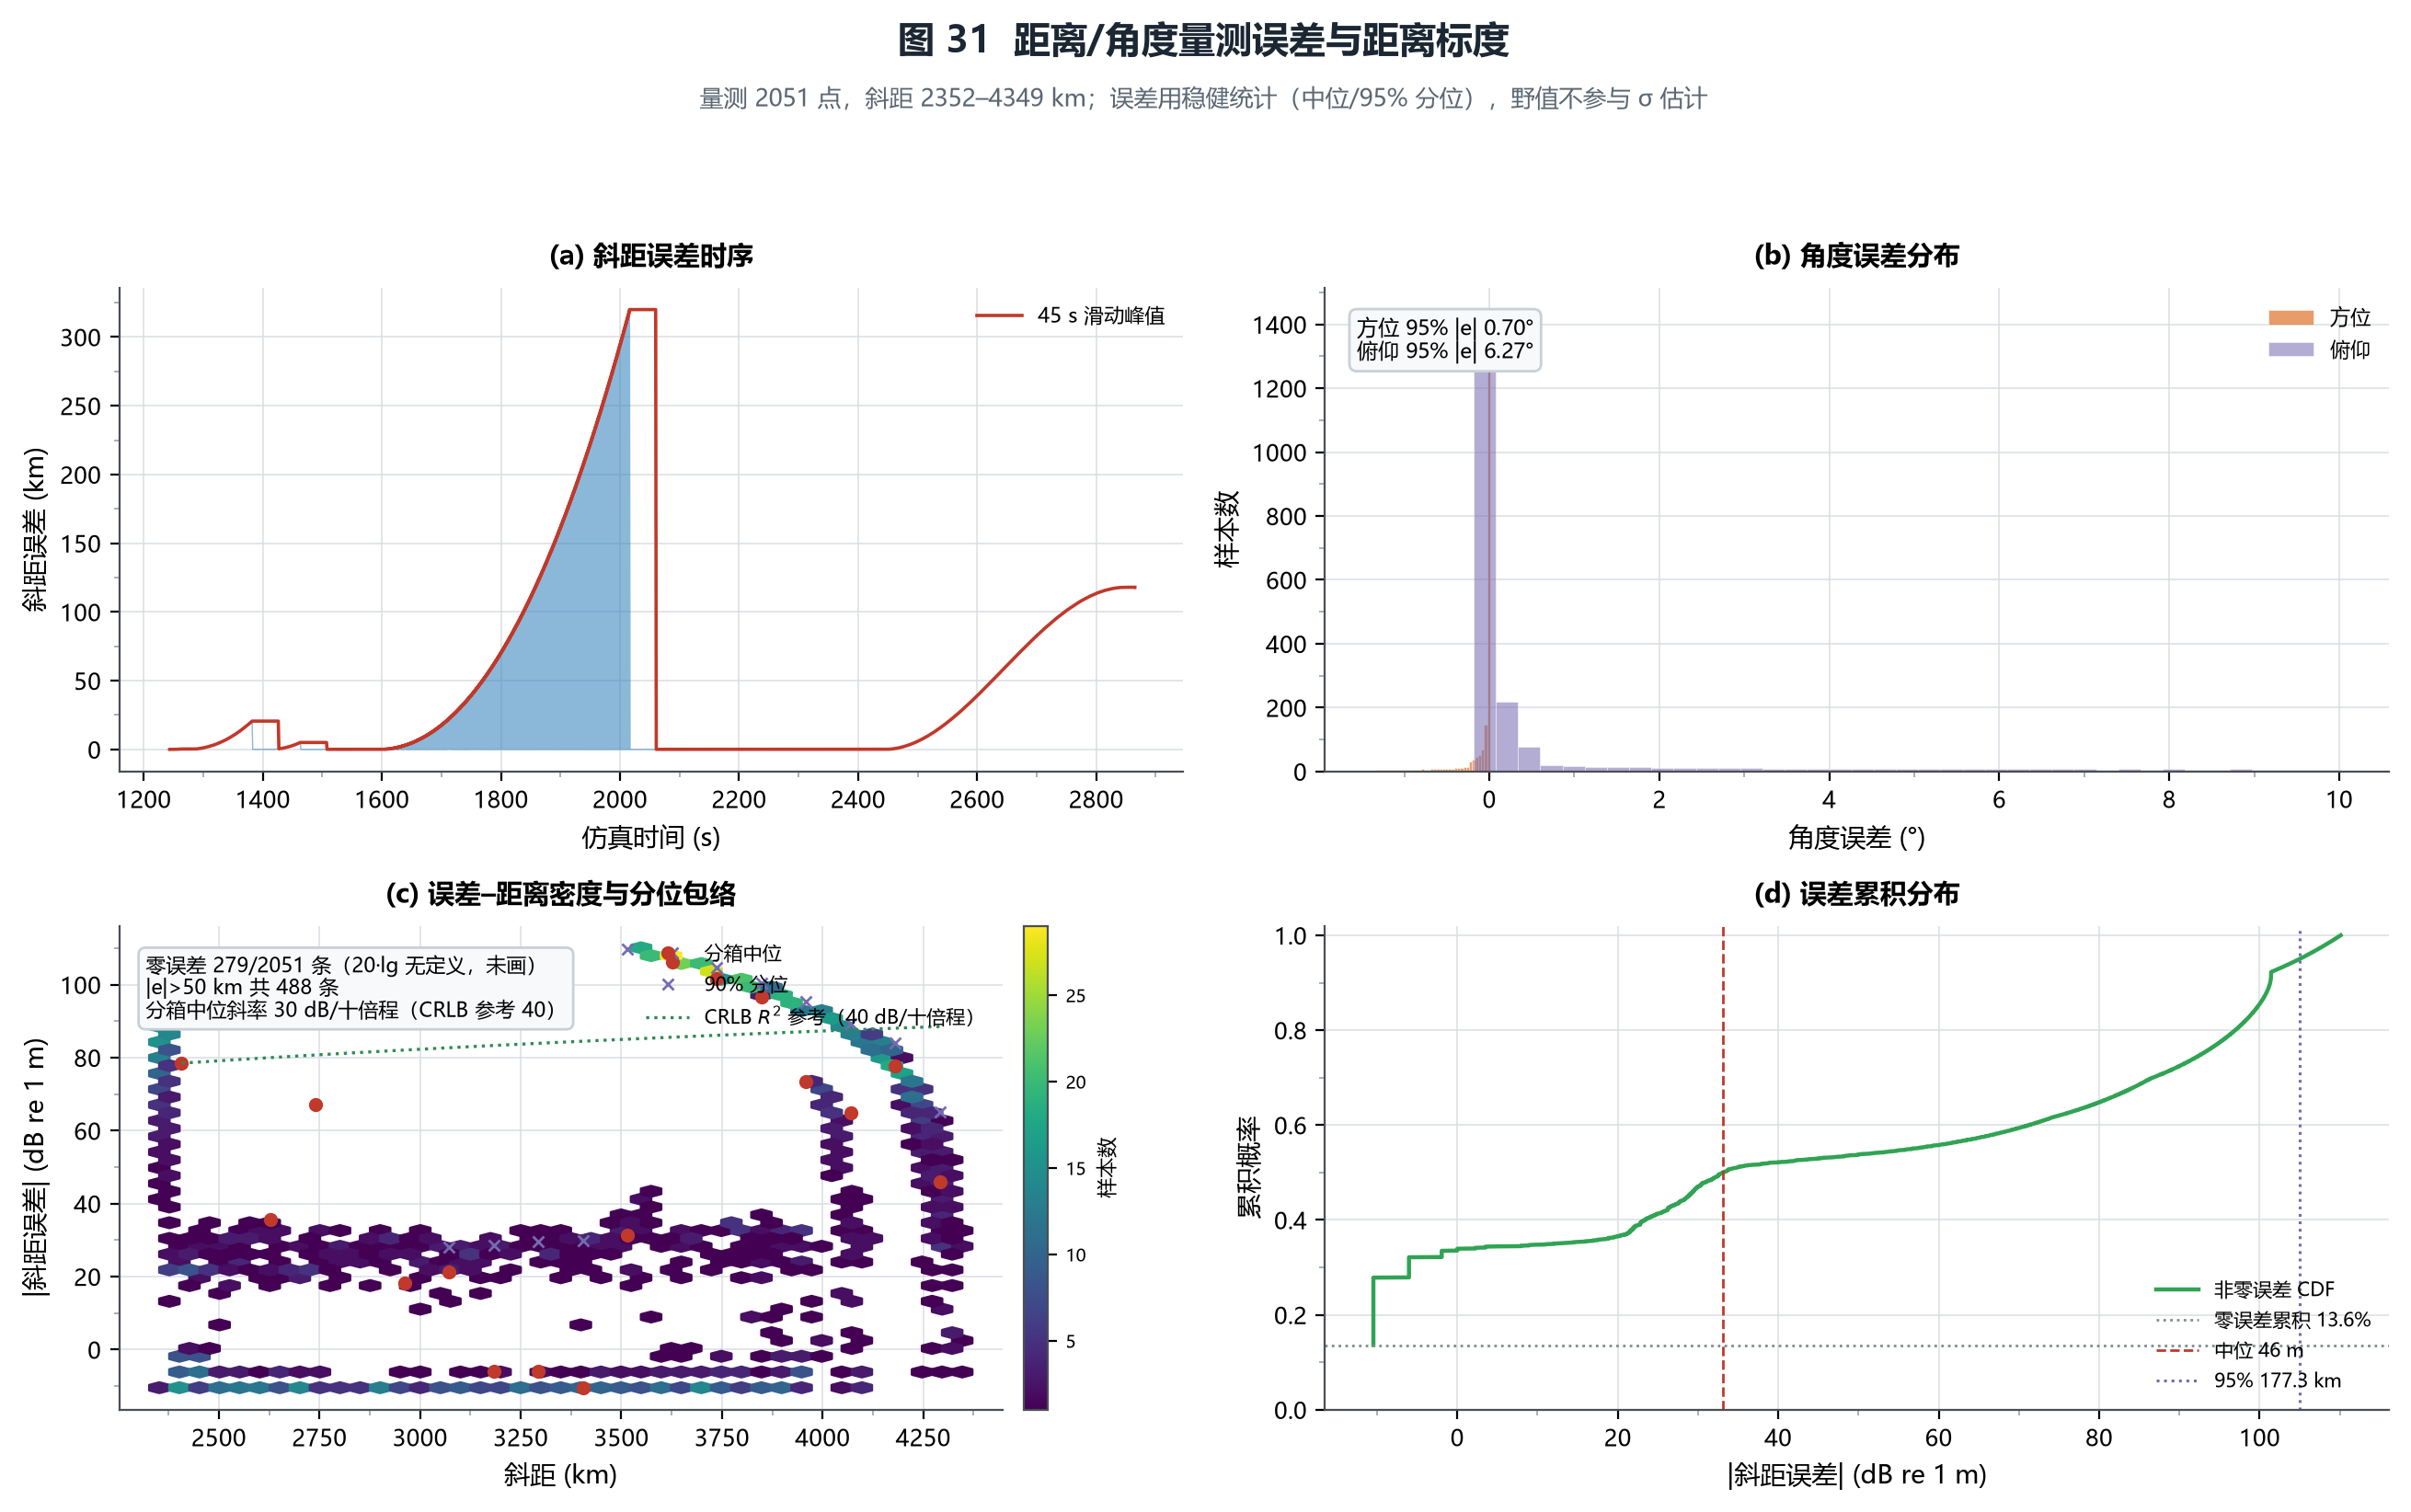 图 31 距离/角度量测误差与距离标度
量测 2051 点，斜距 2352–4349 km；误差用稳健统计（中位/95% 分位），野值不参与 σ 估计
(a) 斜距误差时序
斜距误差 (km)
300
250
200
150
100
50
0
45 s 滑动峰值
1200 1400 1600 1800 2000 2200 2400 2600 2800
仿真时间 (s)
(b) 角度误差分布
样本数
1400
1200
1000
800
600
400
200
0
方位 95% |e| 0.70°
俯仰 95% |e| 6.27°
方位
俯仰
0 2 4 6 8 10
角度误差 (°)
(c) 误差–距离密度与分位包络
|斜距误差| (dB re 1 m)
100
80
60
40
20
0
零误差 279/2051 条（20·lg 无定义，未画）
|e|>50 km 共 488 条
分箱中位斜率 30 dB/十倍程（CRLB 参考 40）
分箱中位
90% 分位
CRLB R² 参考（40 dB/十倍程）
2500 2750 3000 3250 3500 3750 4000 4250
斜距 (km)
25
20
15
10
5
样本数
(d) 误差累积分布
累积概率
1.0
0.8
0.6
0.4
0.2
0.0
非零误差 CDF
零误差累积 13.6%
中位 46 m
95% 177.3 km
0 20 40 60 80 100
|斜距误差| (dB re 1 m)